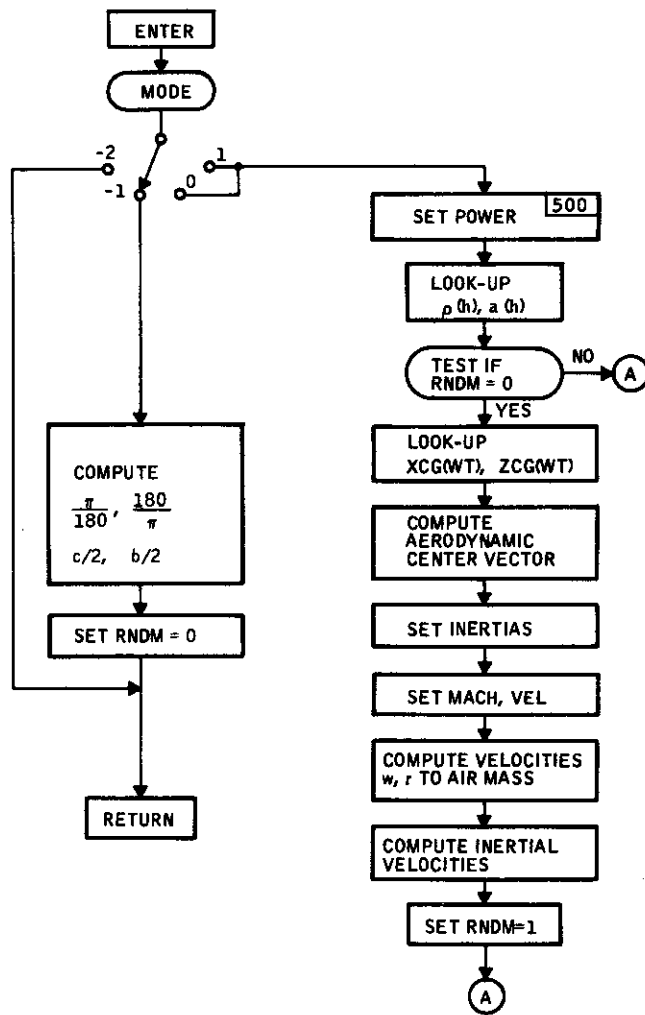 ENTER
MODE
-2
-1
0
1
COMPUTE
π/180, 180/π
c/2, b/2
SET RNDM = 0
RETURN
SET POWER
500
LOOK-UP
ρ(h), a(h)
TEST IF
RNDM = 0
NO
A
YES
LOOK-UP
XCG(WT), ZCG(WT)
COMPUTE
AERODYNAMIC
CENTER VECTOR
SET INERTIAS
SET MACH, VEL
COMPUTE VELOCITIES
w, r TO AIR MASS
COMPUTE INERTIAL
VELOCITIES
SET RNDM=1
A